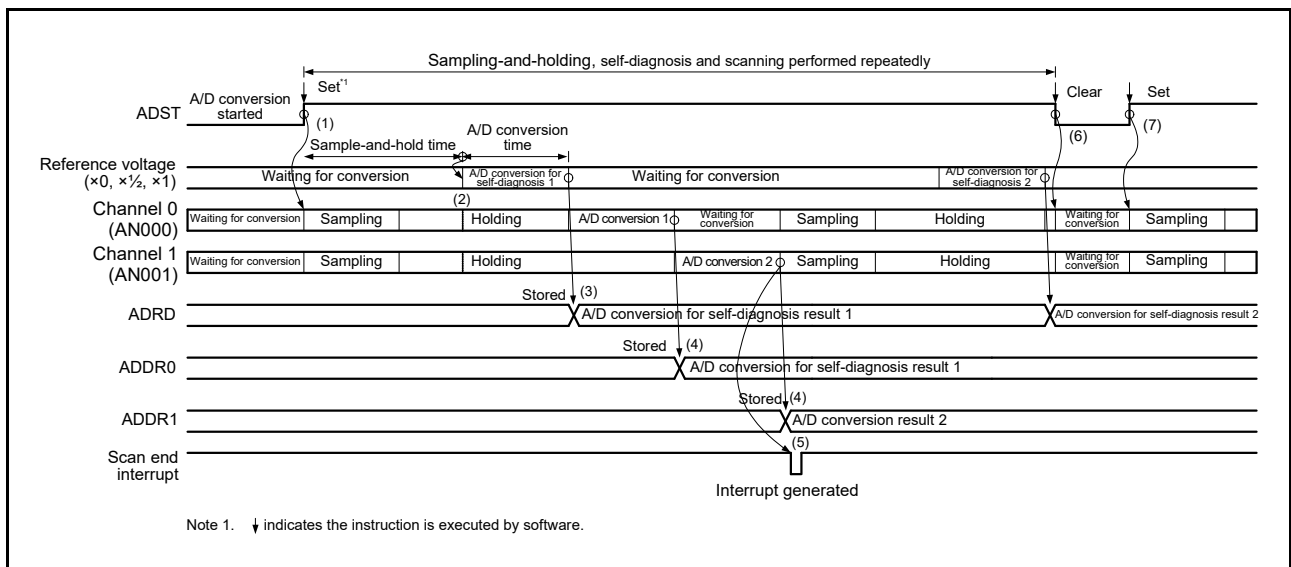 Sampling-and-holding, self-diagnosis and scanning performed repeatedly
Set*1
Clear
Set
ADST
A/D conversion
started
(1)
(6)
(7)
Sample-and-hold time
A/D conversion
time
Reference voltage
(×0, ×½, ×1)
Waiting for conversion
A/D conversion for
self-diagnosis 1
Waiting for conversion
A/D conversion for
self-diagnosis 2
(2)
Channel 0
(AN000)
Waiting for conversion
Sampling
Holding
A/D conversion 1
Waiting for
conversion
Sampling
Holding
Waiting for
conversion
Sampling
Channel 1
(AN001)
Waiting for conversion
Sampling
Holding
A/D conversion 2
Sampling
Holding
Waiting for
conversion
Sampling
Stored
(3)
ADRD
A/D conversion for self-diagnosis result 1
A/D conversion for self-diagnosis result 2
Stored
(4)
ADDR0
A/D conversion for self-diagnosis result 1
Stored
(4)
ADDR1
A/D conversion result 2
(5)
Scan end
interrupt
Interrupt generated
Note 1. indicates the instruction is executed by software.